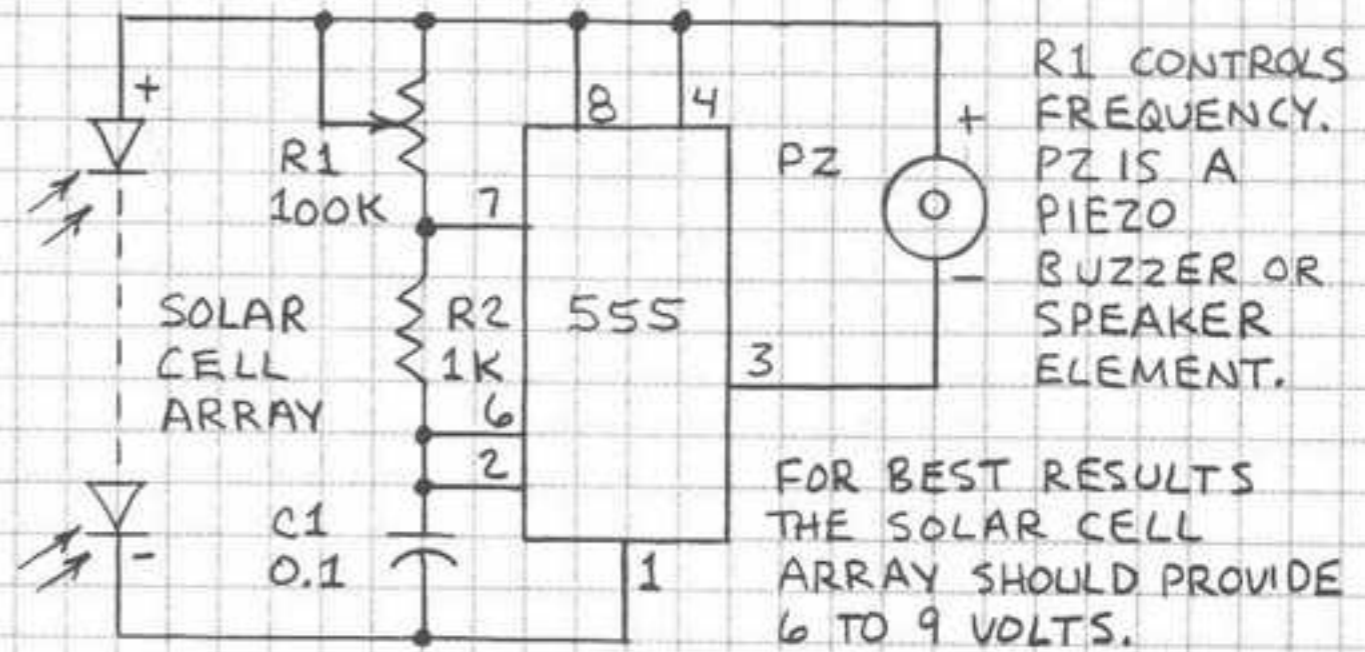 +
R1
100K
SOLAR
CELL
ARRAY
-
7
R2
1K
6
2
C1
0.1
8 4
555
3
1
PZ
+
-
R1 CONTROLS
FREQUENCY.
PZ IS A
PIEZO
BUZZER OR
SPEAKER
ELEMENT.
FOR BEST RESULTS
THE SOLAR CELL
ARRAY SHOULD PROVIDE
6 TO 9 VOLTS.